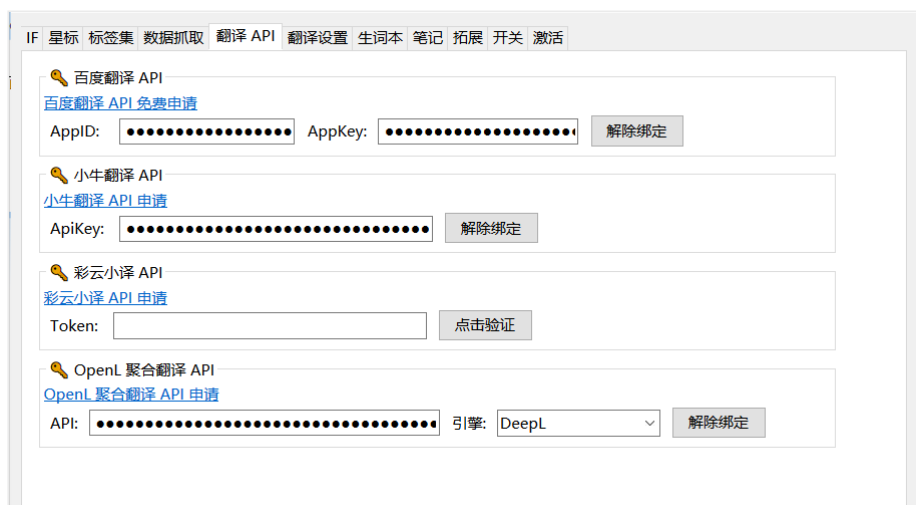 IF 星标 标签集 数据抓取 翻译 API 翻译设置 生词本 笔记 拓展 开关 激活
百度翻译 API
百度翻译 API 免费申请
AppID: ●●●●●●●●●●●●●●●●● AppKey: ●●●●●●●●●●●●●●●●●●● 解除绑定
小牛翻译 API
小牛翻译 API 申请
ApiKey: ●●●●●●●●●●●●●●●●●●●●●●●●●●●●●●● 解除绑定
彩云小译 API
彩云小译 API 申请
Token: 点击验证
OpenL 聚合翻译 API
OpenL 聚合翻译 API 申请
API: ●●●●●●●●●●●●●●●●●●●●●●●●●●●●●●●●●●● 引擎: DeepL 解除绑定